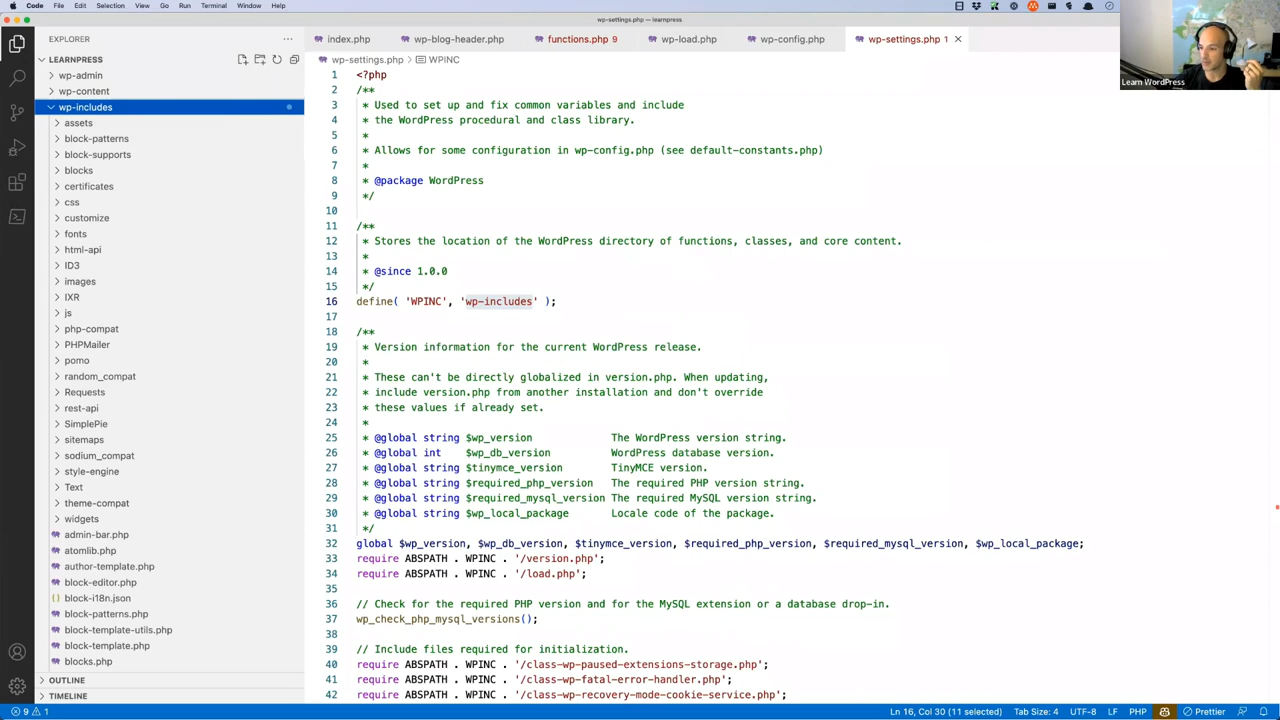 Code File Edit Selection View Go Run Terminal Window Help
wp-settings.php — learnpress
EXPLORER
index.php wp-blog-header.php functions.php 9 wp-load.php wp-config.php wp-settings.php 1
LEARNPRESS
wp-admin
wp-content
wp-includes
assets
block-patterns
block-supports
blocks
certificates
css
customize
fonts
html-api
ID3
images
IXR
js
php-compat
PHPMailer
pomo
random_compat
Requests
rest-api
SimplePie
sitemaps
sodium_compat
style-engine
Text
theme-compat
widgets
admin-bar.php
atomlib.php
author-template.php
block-editor.php
block-i18n.json
block-patterns.php
block-template-utils.php
block-template.php
blocks.php
OUTLINE
TIMELINE
wp-settings.php > WPINC
1 <?php
2 /**
3 * Used to set up and fix common variables and include
4 * the WordPress procedural and class library.
5 *
6 * Allows for some configuration in wp-config.php (see default-constants.php)
7 *
8 * @package WordPress
9 */
10
11 /**
12 * Stores the location of the WordPress directory of functions, classes, and core content.
13 *
14 * @since 1.0.0
15 */
16 define( 'WPINC', 'wp-includes' );
17
18 /**
19 * Version information for the current WordPress release.
20 *
21 * These can't be directly globalized in version.php. When updating,
22 * include version.php from another installation and don't override
23 * these values if already set.
24 *
25 * @global string $wp_version The WordPress version string.
26 * @global int $wp_db_version WordPress database version.
27 * @global string $tinymce_version TinyMCE version.
28 * @global string $required_php_version The required PHP version string.
29 * @global string $required_mysql_version The required MySQL version string.
30 * @global string $wp_local_package Locale code of the package.
31 */
32 global $wp_version, $wp_db_version, $tinymce_version, $required_php_version, $required_mysql_version, $wp_local_package;
33 require ABSPATH . WPINC . '/version.php';
34 require ABSPATH . WPINC . '/load.php';
35
36 // Check for the required PHP version and for the MySQL extension or a database drop-in.
37 wp_check_php_mysql_versions();
38
39 // Include files required for initialization.
40 require ABSPATH . WPINC . '/class-wp-paused-extensions-storage.php';
41 require ABSPATH . WPINC . '/class-wp-fatal-error-handler.php';
42 require ABSPATH . WPINC . '/class-wp-recovery-mode-cookie-service.php';
Learn WordPress
9 1 Ln 16, Col 30 (11 selected) Tab Size: 4 UTF-8 LF PHP Prettier